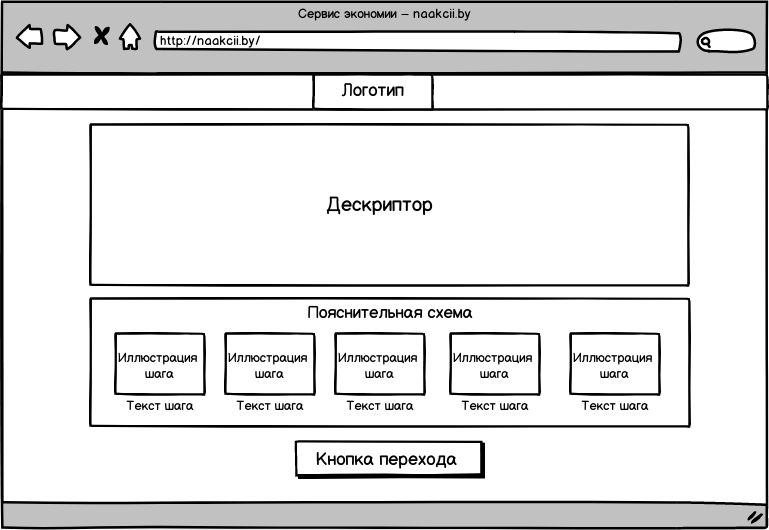 Сервис экономии – naakcii.by
http://naakcii.by/
Логотип
Дескриптор
Пояснительная схема
Иллюстрация
шага
Иллюстрация
шага
Иллюстрация
шага
Иллюстрация
шага
Иллюстрация
шага
Текст шага
Текст шага
Текст шага
Текст шага
Текст шага
Кнопка перехода